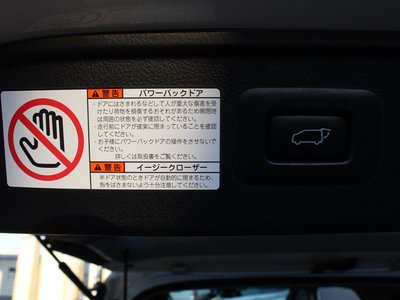 警告 パワーバックドア
・ドアにはさまれるなどして人が重大な傷害を
受けたり荷物を損傷するおそれがあるため開閉時
は周囲の状態を必ず確認してください。
・走行前にドアが確実に閉まっていることを確認
してください。
・お子様にパワーバックドアの操作をさせないで
ください。
詳しくは取扱書をご覧ください。
警告 イージークローザー
半ドア状態のときドアが自動的に閉まるため、
指をはさまないよう十分注意してください。